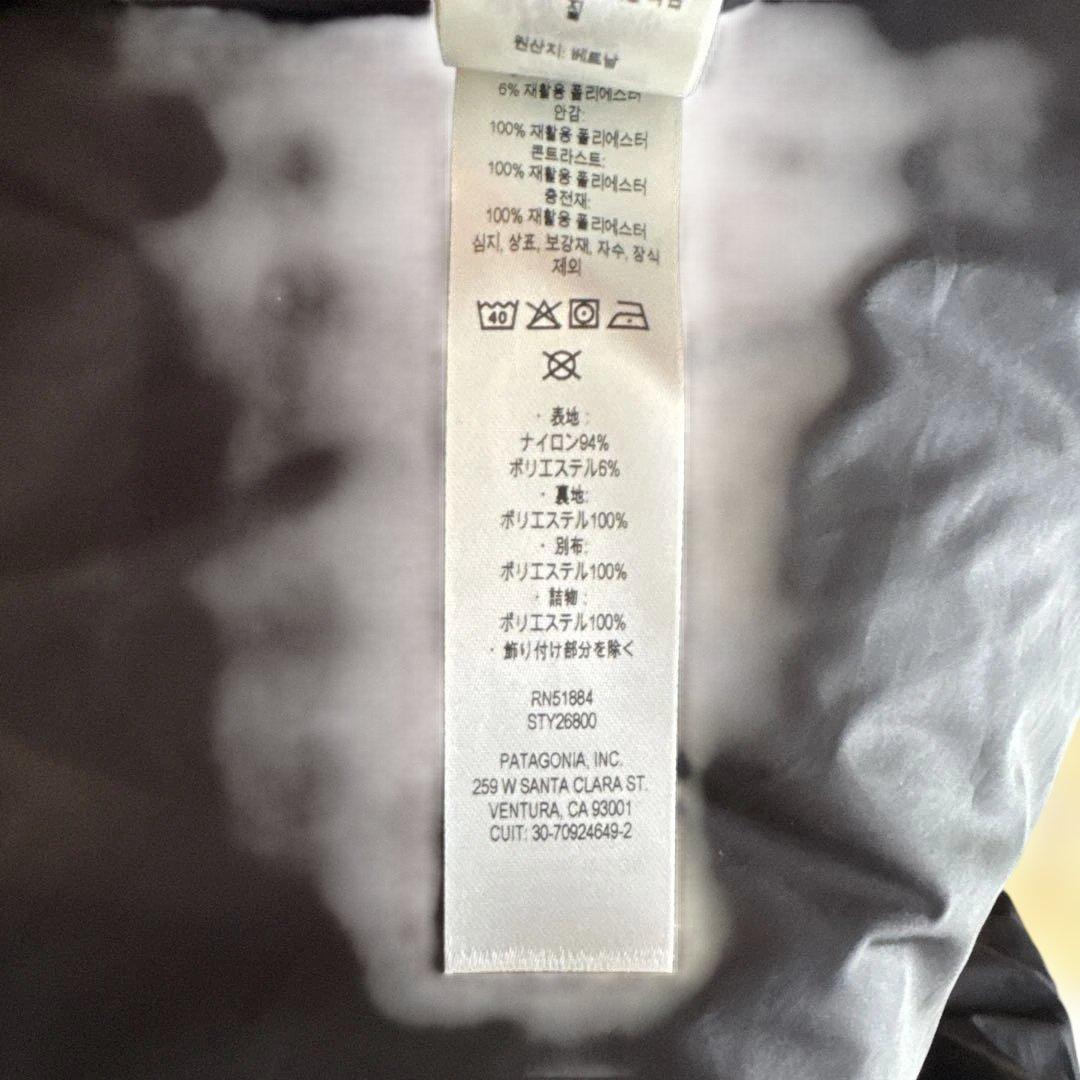 질
원산지: 베트남
6% 재활용 폴리에스터
안감:
100% 재활용 폴리에스터
콘트라스트:
100% 재활용 폴리에스터
충전재:
100% 재활용 폴리에스터
심지, 상표, 보강재, 자수, 장식
제외
40
· 表地 :
ナイロン94%
ポリエステル6%
· 裏地:
ポリエステル100%
· 別布:
ポリエステル100%
· 詰物 :
ポリエステル100%
· 飾り付け部分を除く
RN51884
STY26800
PATAGONIA, INC.
259 W SANTA CLARA ST.
VENTURA, CA 93001
CUIT: 30-70924649-2